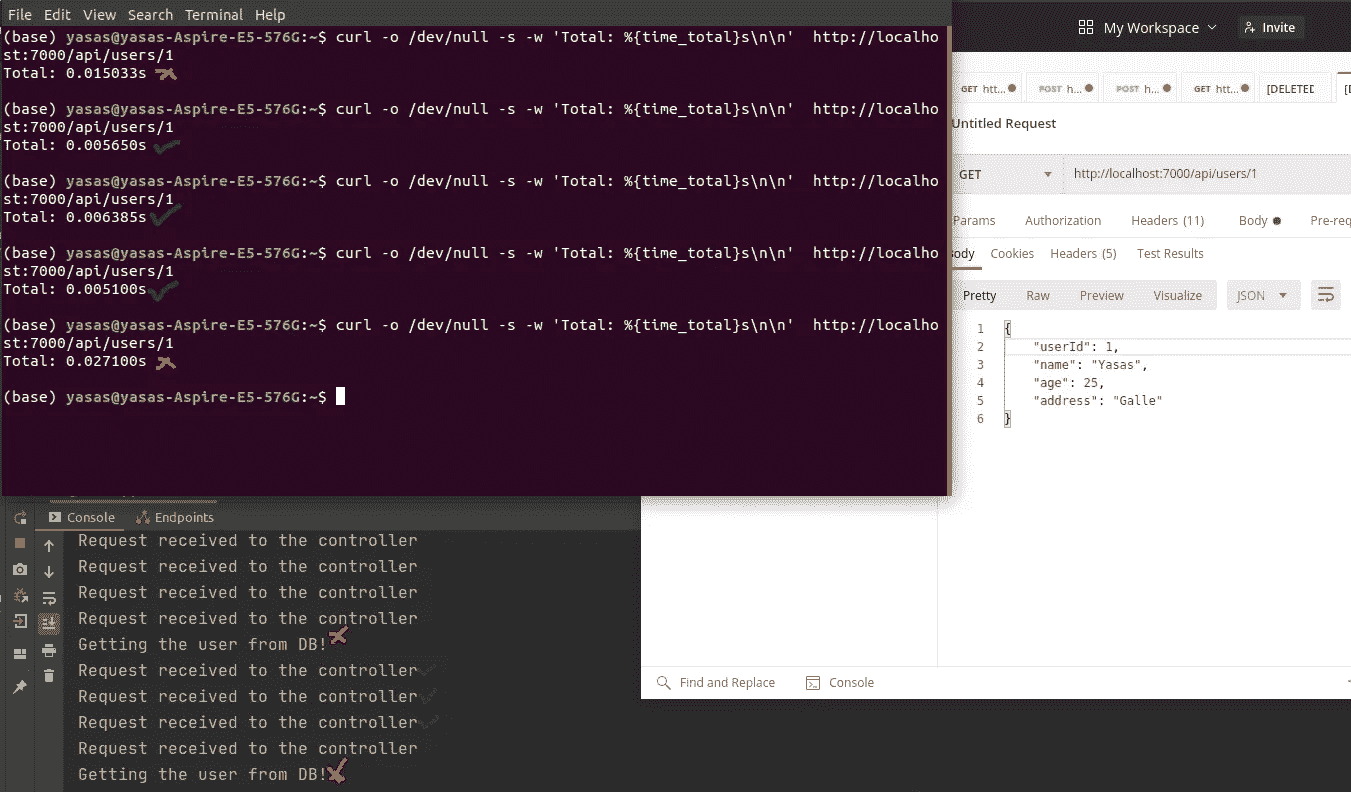 File Edit View Search Terminal Help
(base) yasas@yasas-Aspire-E5-576G:~$ curl -o /dev/null -s -w 'Total: %{time_total}s\n\n'  http://localho
st:7000/api/users/1
Total: 0.015033s
(base) yasas@yasas-Aspire-E5-576G:~$ curl -o /dev/null -s -w 'Total: %{time_total}s\n\n'  http://localho
st:7000/api/users/1
Total: 0.005650s
(base) yasas@yasas-Aspire-E5-576G:~$ curl -o /dev/null -s -w 'Total: %{time_total}s\n\n'  http://localho
st:7000/api/users/1
Total: 0.006385s
(base) yasas@yasas-Aspire-E5-576G:~$ curl -o /dev/null -s -w 'Total: %{time_total}s\n\n'  http://localho
st:7000/api/users/1
Total: 0.005100s
(base) yasas@yasas-Aspire-E5-576G:~$ curl -o /dev/null -s -w 'Total: %{time_total}s\n\n'  http://localho
st:7000/api/users/1
Total: 0.027100s
(base) yasas@yasas-Aspire-E5-576G:~$
My Workspace Invite
GET htt... POST h... POST h... GET htt... [DELETED [D
Untitled Request
GET http://localhost:7000/api/users/1
Params Authorization Headers (11) Body Pre-req
ody Cookies Headers (5) Test Results
Pretty Raw Preview Visualize JSON
1 {
2 "userId": 1,
3 "name": "Yasas",
4 "age": 25,
5 "address": "Galle"
6 }
Find and Replace Console
Console Endpoints
Request received to the controller
Request received to the controller
Request received to the controller
Request received to the controller
Getting the user from DB!
Request received to the controller
Request received to the controller
Request received to the controller
Request received to the controller
Getting the user from DB!